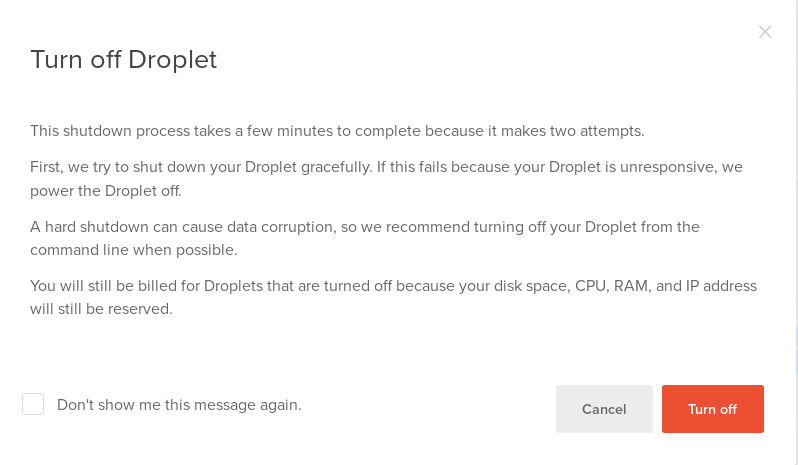 Turn off Droplet
This shutdown process takes a few minutes to complete because it makes two attempts.
First, we try to shut down your Droplet gracefully. If this fails because your Droplet is unresponsive, we
power the Droplet off.
A hard shutdown can cause data corruption, so we recommend turning off your Droplet from the
command line when possible.
You will still be billed for Droplets that are turned off because your disk space, CPU, RAM, and IP address
will still be reserved.
Don't show me this message again.
Cancel
Turn off